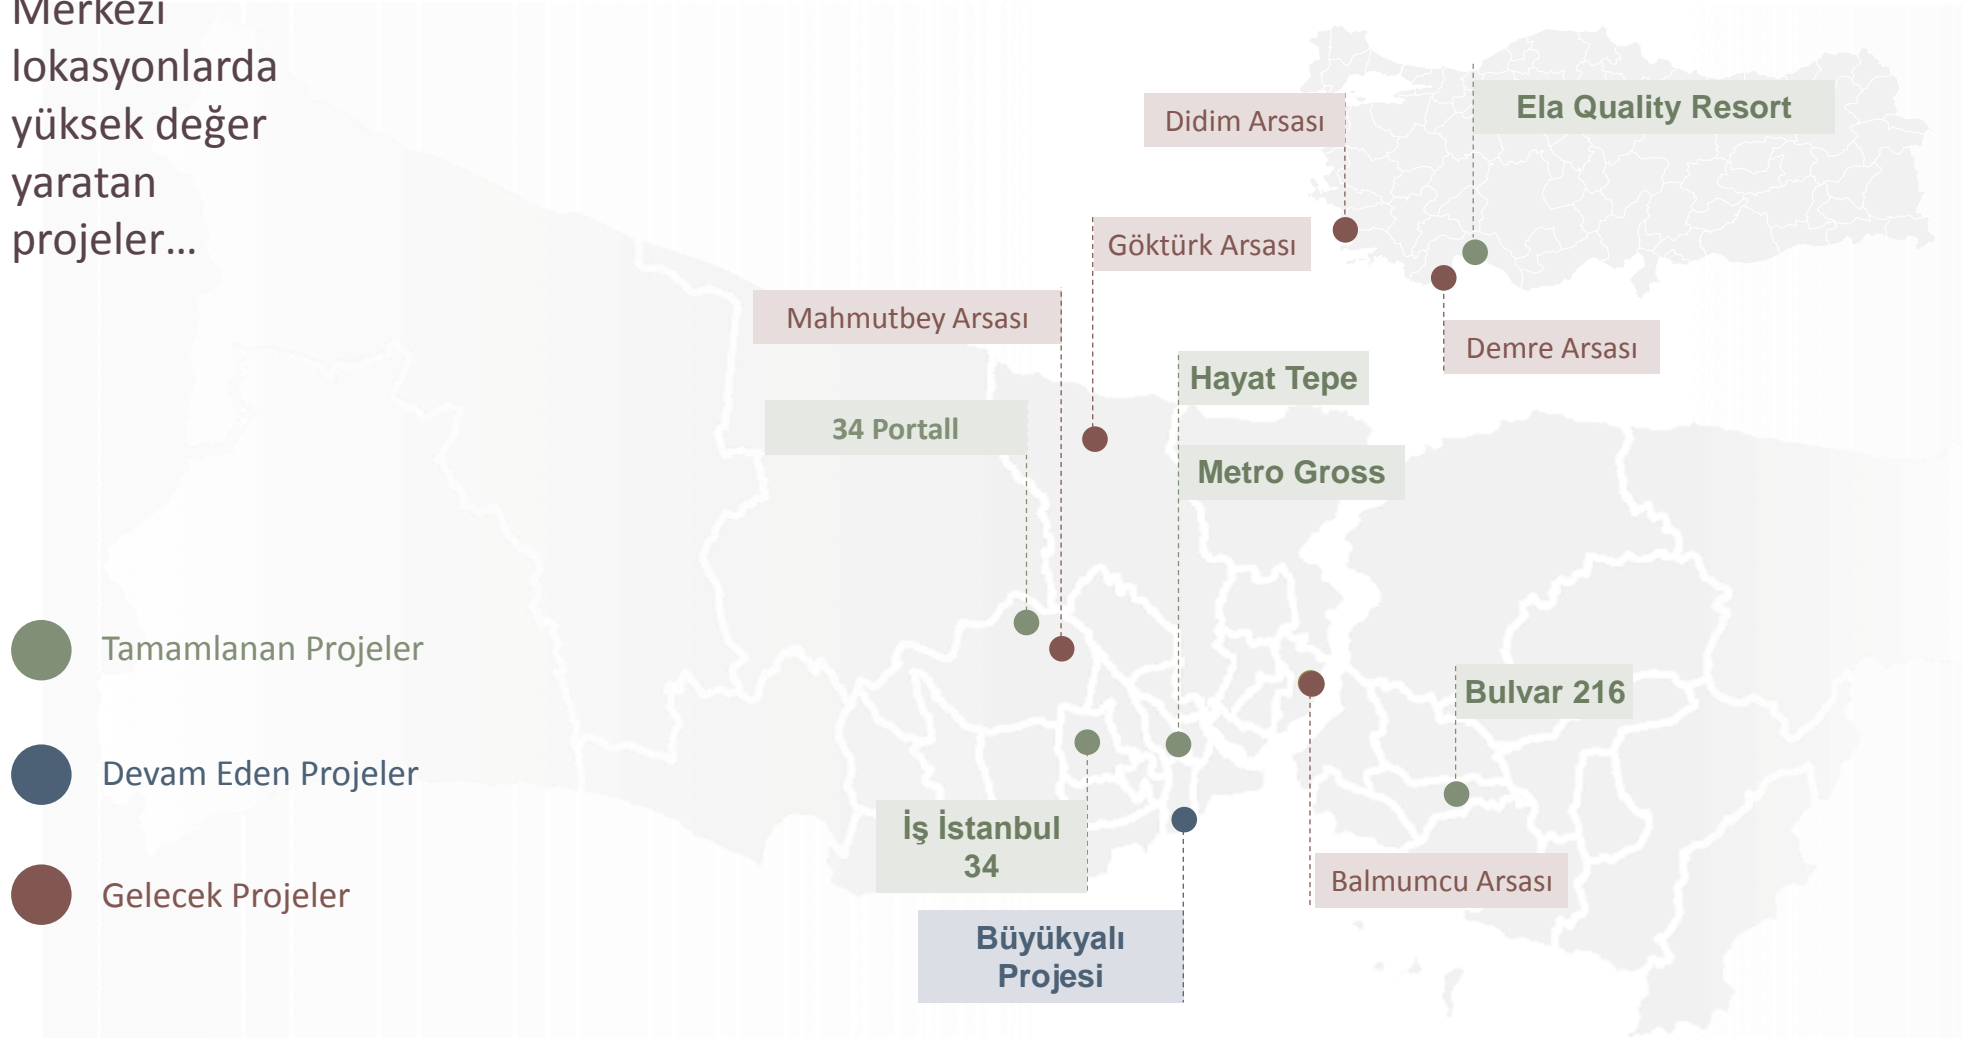 Merkezi
lokasyonlarda
yüksek değer
yaratan
projeler...
Didim Arsası
Ela Quality Resort
Göktürk Arsası
Mahmutbey Arsası
Demre Arsası
Hayat Tepe
34 Portall
Metro Gross
Tamamlanan Projeler
Bulvar 216
Devam Eden Projeler
İş İstanbul
34
Gelecek Projeler
Balmumcu Arsası
Büyükyalı
Projesi